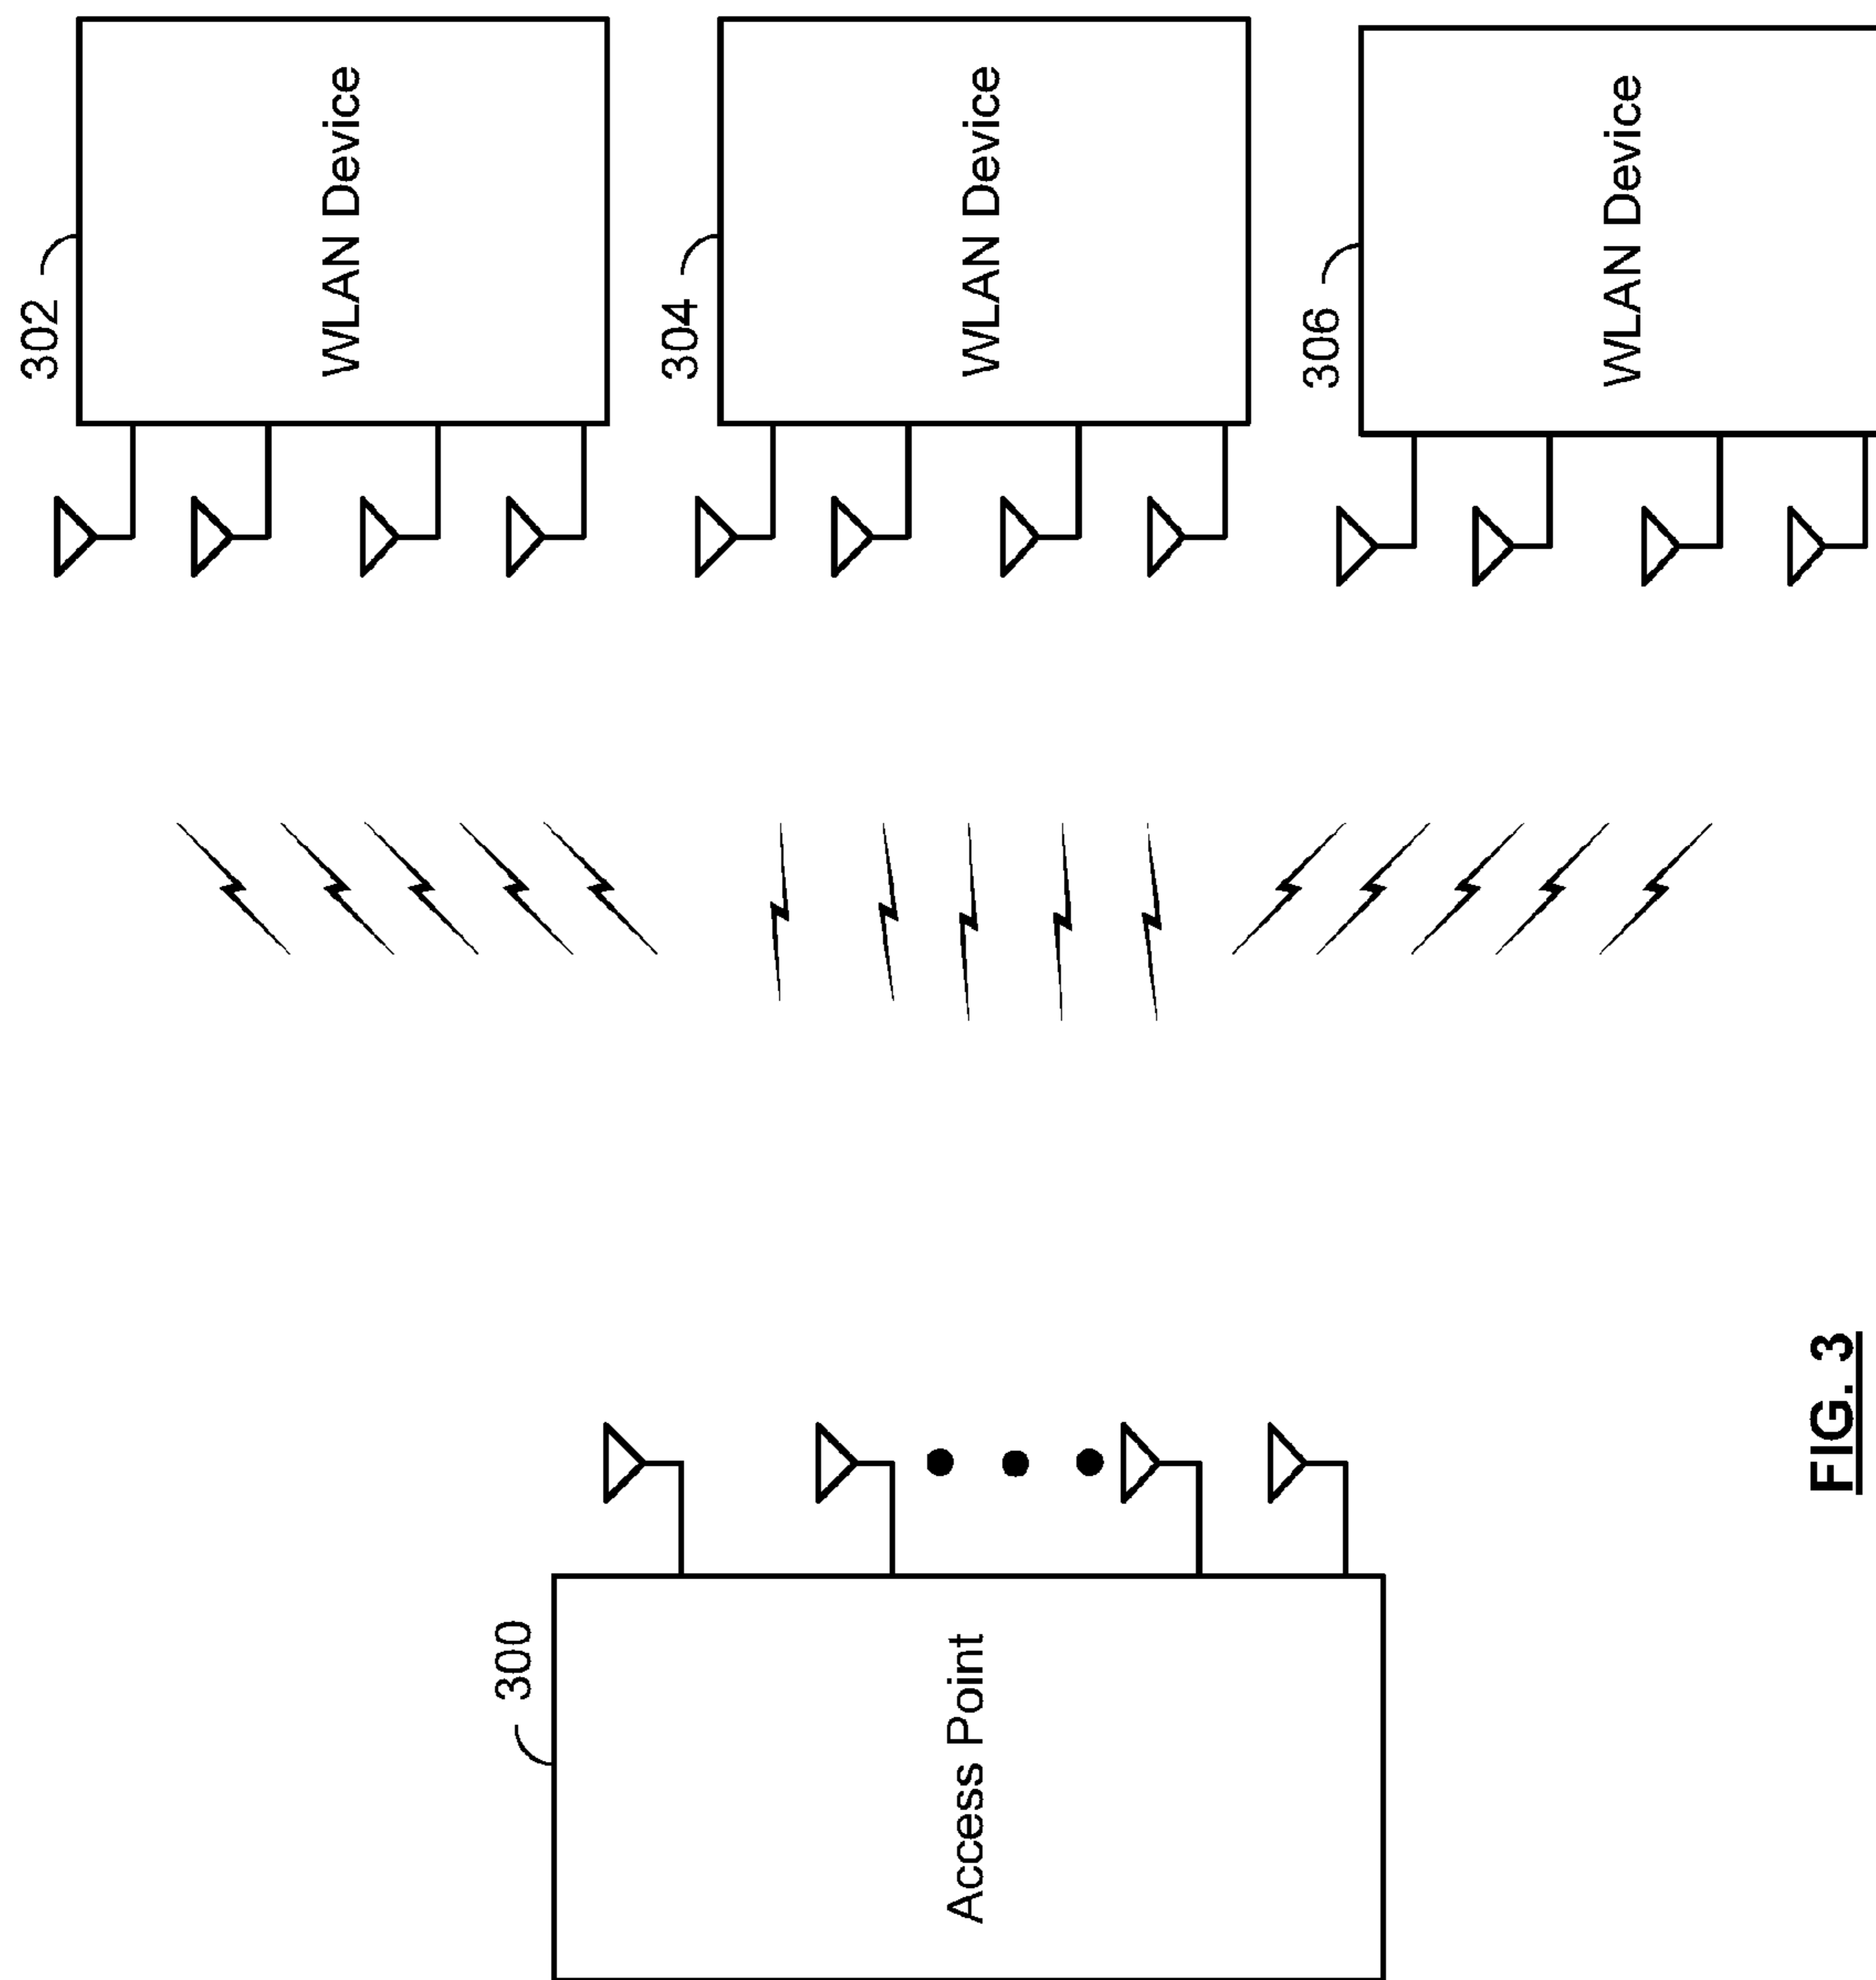 300
Access Point
302
WLAN Device
304
WLAN Device
306
WLAN Device
FIG. 3